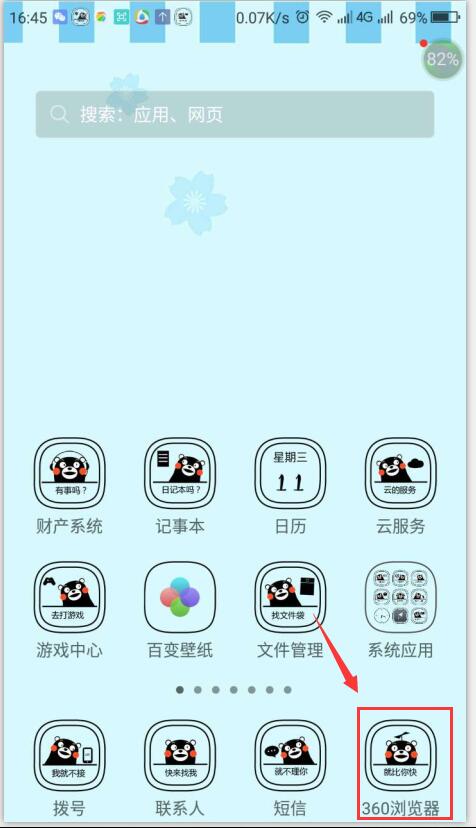 16:45 0.07K/s 4G 69%
82%
搜索：应用、网页
有事吗？ 日记本吗？ 星期三 11 云的服务
财产系统 记事本 日历 云服务
去打游戏 找文件袋
游戏中心 百变壁纸 文件管理 系统应用
我就不接 快来找我 就不理你 就比你快
拨号 联系人 短信 360浏览器